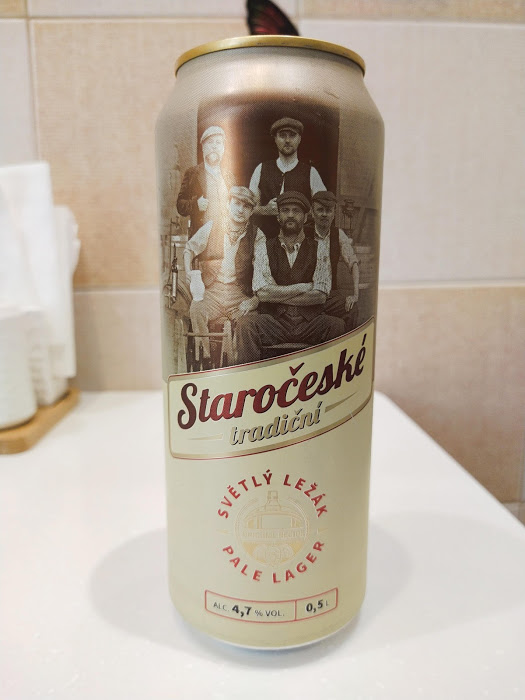 Staročeské
tradiční
SVĚTLÝ LEŽÁK
PALE LAGER
ALC. 4,7 % VOL. 0,5 L